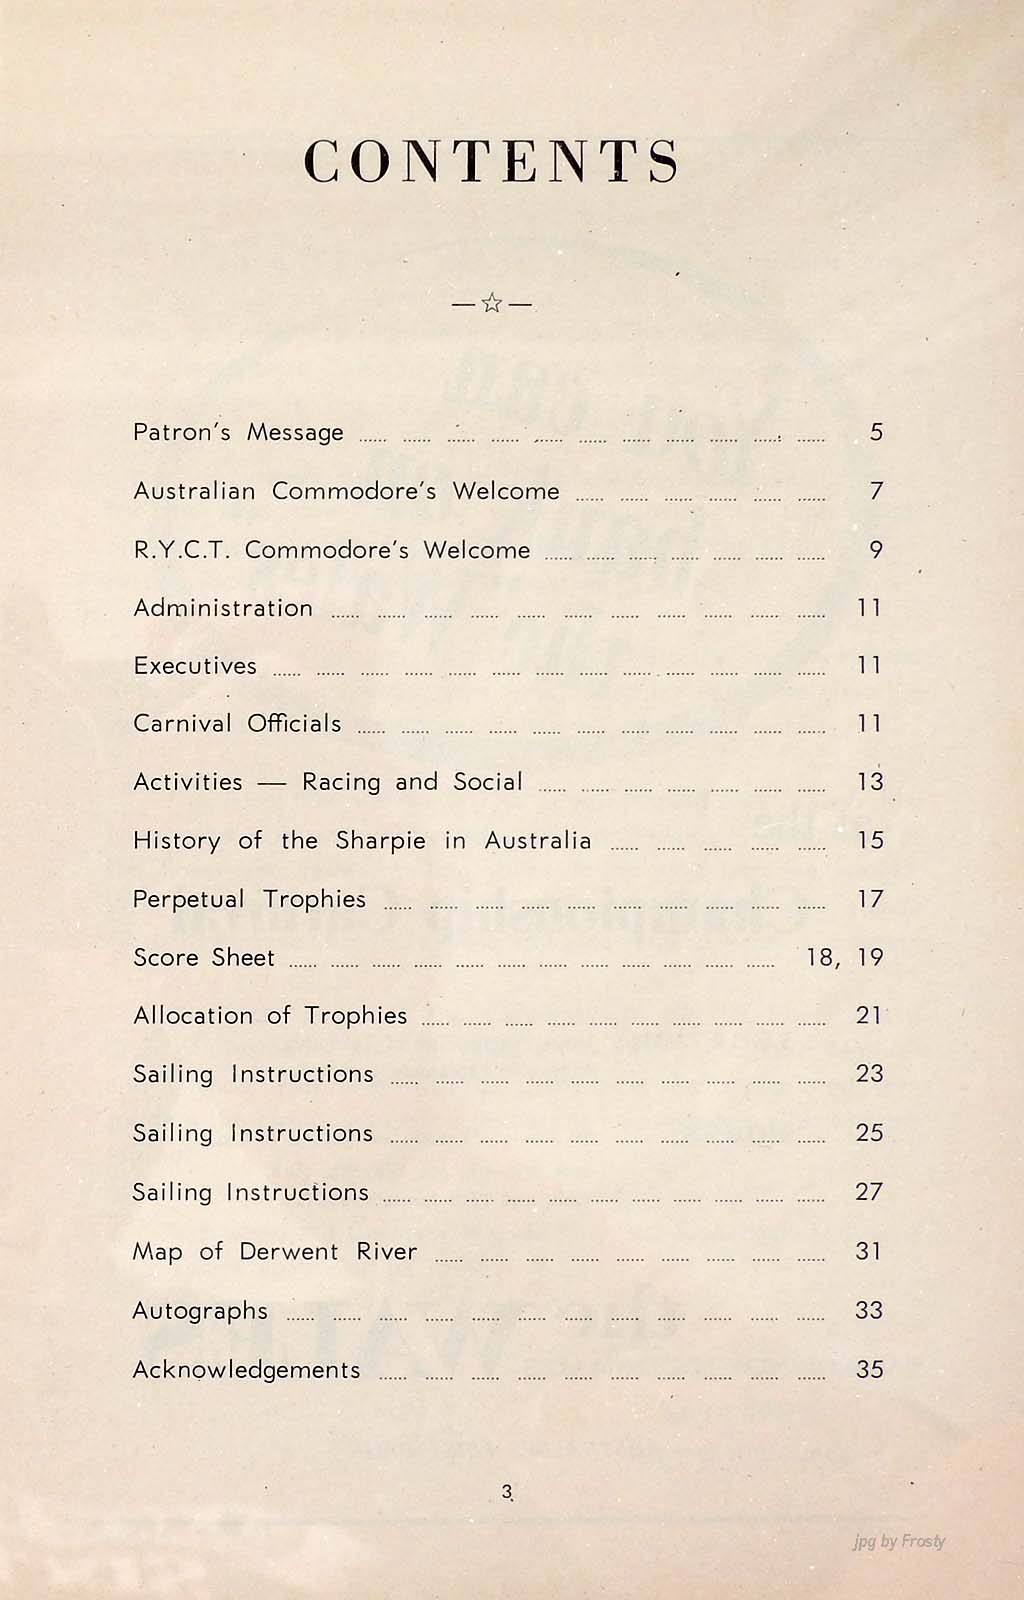 CONTENTS
—☆—
Patron's Message ...... ...... ...... ...... ...... ...... ...... ...... ...... ...... ...... 5
Australian Commodore's Welcome ...... ...... ...... ...... ...... ...... 7
R.Y.C.T. Commodore's Welcome ...... ...... ...... ...... ...... ...... ...... 9
Administration ...... ...... ...... ...... ...... ...... ...... ...... ...... ...... ...... 11
Executives ...... ...... ...... ...... ...... ...... ...... ...... ...... ...... ...... ...... ...... 11
Carnival Officials ...... ...... ...... ...... ...... ...... ...... ...... ...... ...... ...... 11
Activities — Racing and Social ...... ...... ...... ...... ...... ...... ...... 13
History of the Sharpie in Australia ...... ...... ...... ...... ...... 15
Perpetual Trophies ...... ...... ...... ...... ...... ...... ...... ...... ...... ...... 17
Score Sheet ...... ...... ...... ...... ...... ...... ...... ...... ...... ...... ...... ...... 18, 19
Allocation of Trophies ...... ...... ...... ...... ...... ...... ...... ...... ...... ...... 21
Sailing Instructions ...... ...... ...... ...... ...... ...... ...... ...... ...... ...... 23
Sailing Instructions ...... ...... ...... ...... ...... ...... ...... ...... ...... ...... 25
Sailing Instructions ...... ...... ...... ...... ...... ...... ...... ...... ...... ...... ...... 27
Map of Derwent River ...... ...... ...... ...... ...... ...... ...... ...... ...... 31
Autographs ...... ...... ...... ...... ...... ...... ...... ...... ...... ...... ...... ...... 33
Acknowledgements ...... ...... ...... ...... ...... ...... ...... ...... ...... ...... 35
3
jpg by Frosty